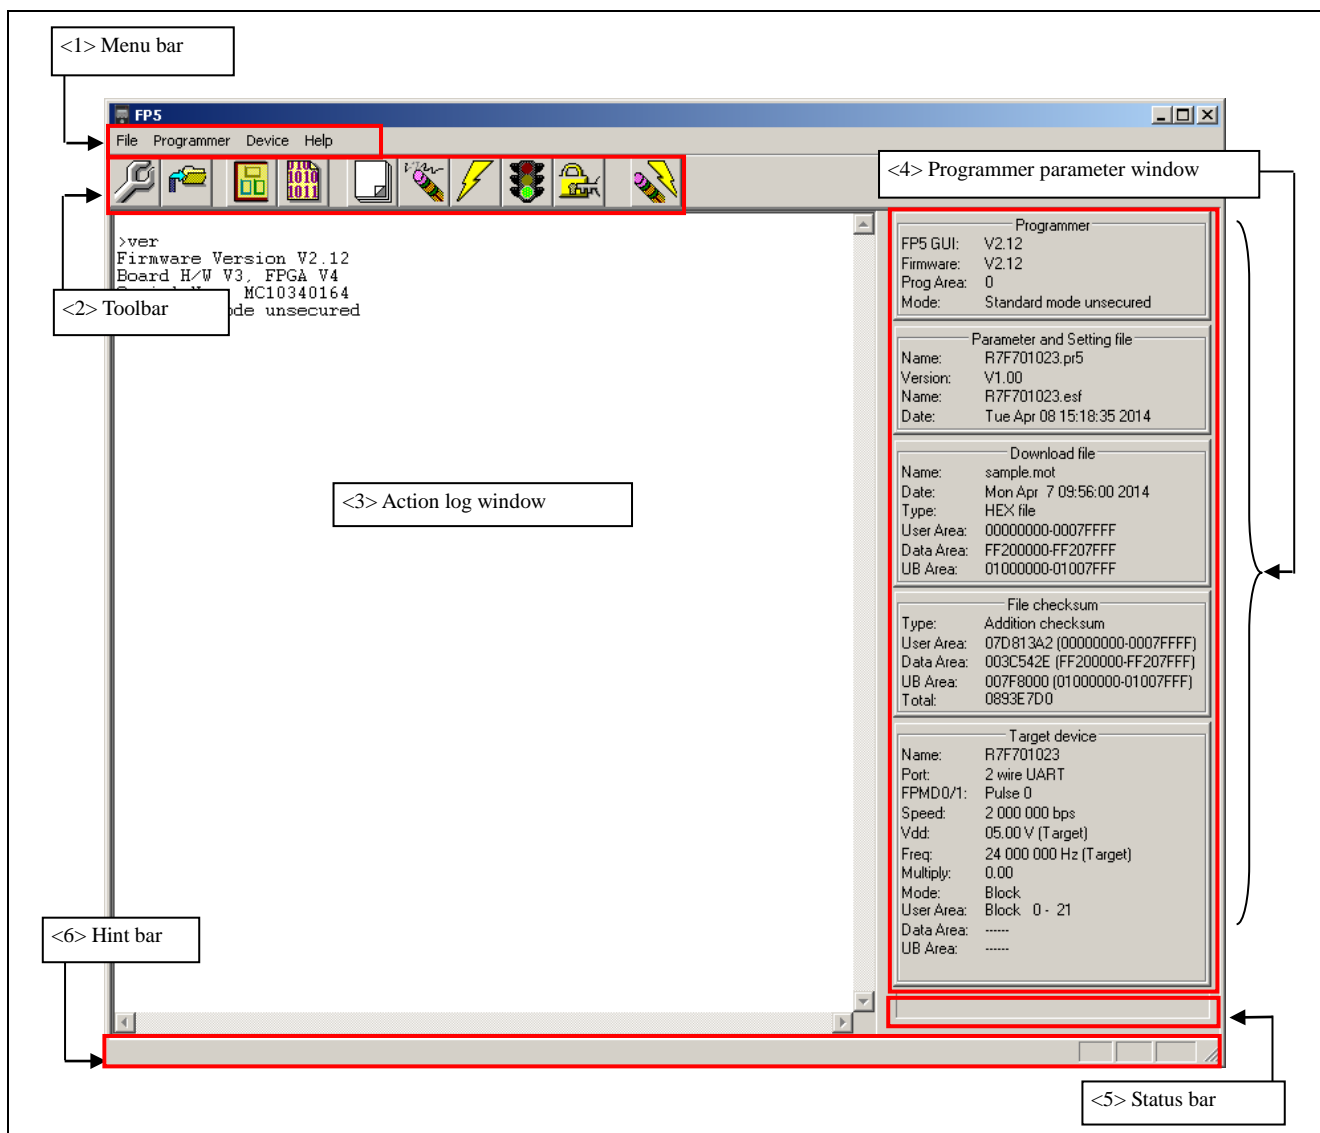 <1> Menu bar
FP5
File Programmer Device Help
<4> Programmer parameter window
>ver
Firmware Version V2.12
Board H/W V3, FPGA V4
MC10340164
ode unsecured
<2> Toolbar
<3> Action log window
Programmer
FP5 GUI: V2.12
Firmware: V2.12
Prog Area: 0
Mode: Standard mode unsecured
Parameter and Setting file
Name: R7F701023.pr5
Version: V1.00
Name: R7F701023.esf
Date: Tue Apr 08 15:18:35 2014
Download file
Name: sample.mot
Date: Mon Apr 7 09:56:00 2014
Type: HEX file
User Area: 00000000-0007FFFF
Data Area: FF200000-FF207FFF
UB Area: 01000000-01007FFF
File checksum
Type: Addition checksum
User Area: 07D813A2 (00000000-0007FFFF)
Data Area: 003C542E (FF200000-FF207FFF)
UB Area: 007F8000 (01000000-01007FFF)
Total: 0893E7D0
Target device
Name: R7F701023
Port: 2 wire UART
FPMD0/1: Pulse 0
Speed: 2 000 000 bps
Vdd: 05.00 V (Target)
Freq: 24 000 000 Hz (Target)
Multiply: 0.00
Mode: Block
User Area: Block 0 - 21
Data Area: ------
UB Area: ------
<6> Hint bar
<5> Status bar